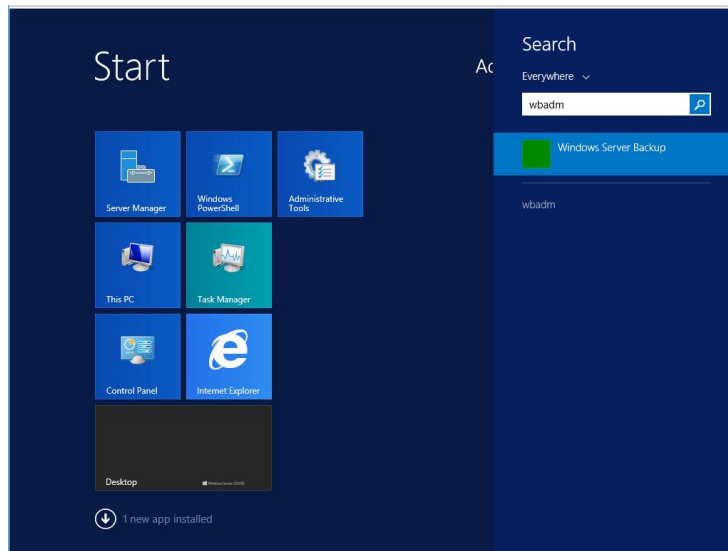 Start
Ad
Search
Everywhere
wbadm
Windows Server Backup
wbadm
Server Manager
Windows
PowerShell
Administrative
Tools
This PC
Task Manager
Control Panel
Internet Explorer
Desktop
1 new app installed